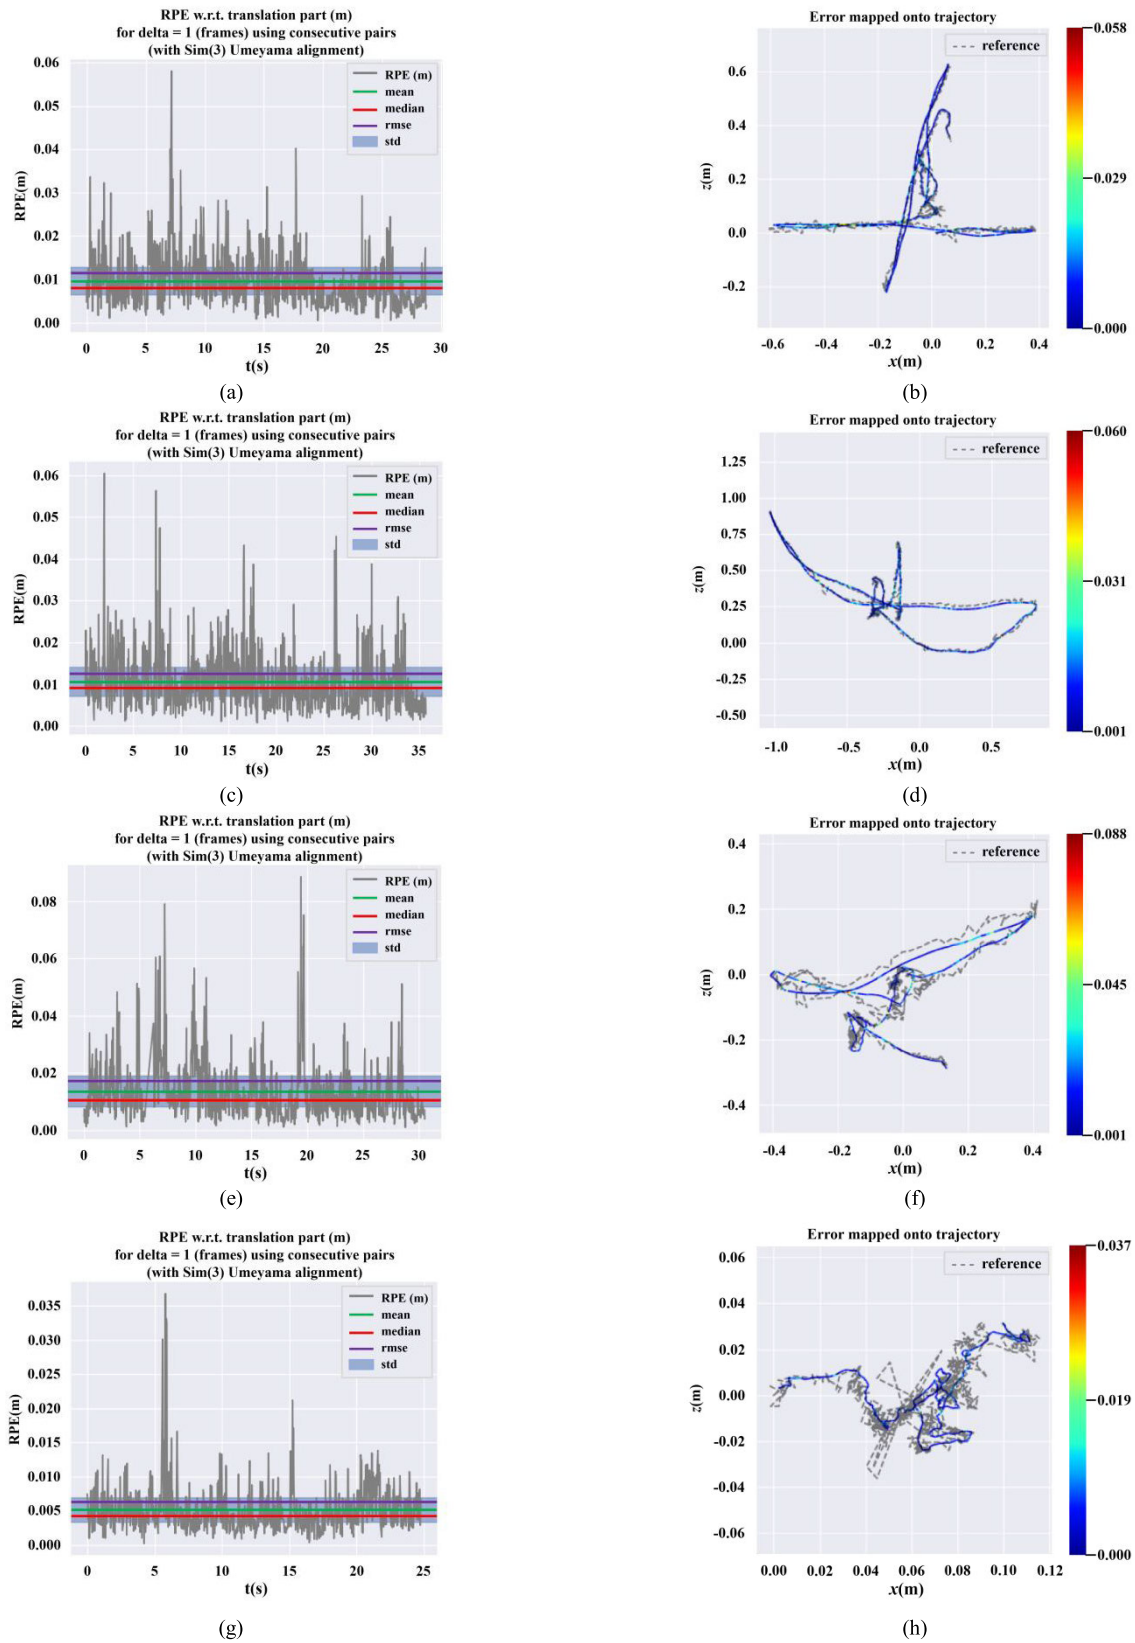 RPE w.r.t. translation part (m)
for delta = 1 (frames) using consecutive pairs
(with Sim(3) Umeyama alignment)
0.06
0.05
0.04
0.03
0.02
0.01
0.00
RPE(m)
RPE (m)
mean
median
rmse
std
0 5 10 15 20 25 30
t(s)
(a)
Error mapped onto trajectory
reference
0.6
0.4
0.2
0.0
-0.2
z(m)
-0.6 -0.4 -0.2 0.0 0.2 0.4
x(m)
0.058
0.029
0.000
(b)
RPE w.r.t. translation part (m)
for delta = 1 (frames) using consecutive pairs
(with Sim(3) Umeyama alignment)
0.06
0.05
0.04
0.03
0.02
0.01
0.00
RPE(m)
RPE (m)
mean
median
rmse
std
0 5 10 15 20 25 30 35
t(s)
(c)
Error mapped onto trajectory
reference
1.25
1.00
0.75
0.50
0.25
0.00
-0.25
-0.50
z(m)
-1.0 -0.5 0.0 0.5
x(m)
0.060
0.031
0.001
(d)
RPE w.r.t. translation part (m)
for delta = 1 (frames) using consecutive pairs
(with Sim(3) Umeyama alignment)
0.08
0.06
0.04
0.02
0.00
RPE(m)
RPE (m)
mean
median
rmse
std
0 5 10 15 20 25 30
t(s)
(e)
Error mapped onto trajectory
reference
0.4
0.2
0.0
-0.2
-0.4
z(m)
-0.4 -0.2 0.0 0.2 0.4
x(m)
0.088
0.045
0.001
(f)
RPE w.r.t. translation part (m)
for delta = 1 (frames) using consecutive pairs
(with Sim(3) Umeyama alignment)
0.035
0.030
0.025
0.020
0.015
0.010
0.005
0.000
RPE(m)
RPE (m)
mean
median
rmse
std
0 5 10 15 20 25
t(s)
(g)
Error mapped onto trajectory
reference
0.06
0.04
0.02
0.00
-0.02
-0.04
-0.06
z(m)
0.00 0.02 0.04 0.06 0.08 0.10 0.12
x(m)
0.037
0.019
0.000
(h)